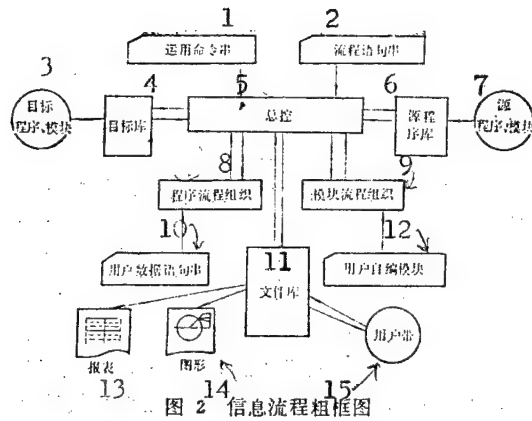 1
2
运用命令串
流程语句串
3
4
5
6
7
目标
程序、模块
目标库
总控
源程
序库
源
程序、模块
8
9
程序流程组织
模块流程组织
10
11
12
用户数据语句串
文件库
用户自编模块
报表
图形
用户带
13
14
15
图 2 信息流程粗框图